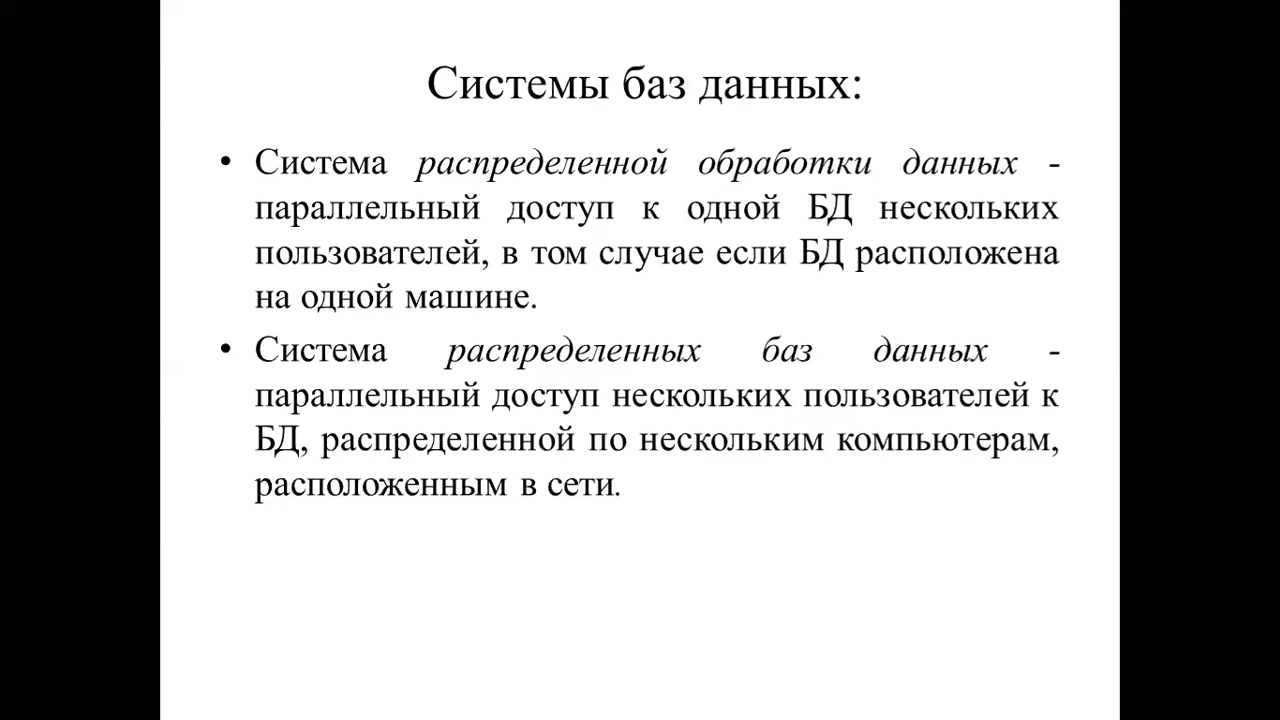 Системы баз данных:
• Система распределенной обработки данных -
параллельный доступ к одной БД нескольких
пользователей, в том случае если БД расположена
на одной машине.
• Система распределенных баз данных -
параллельный доступ нескольких пользователей к
БД, распределенной по нескольким компьютерам,
расположенным в сети.